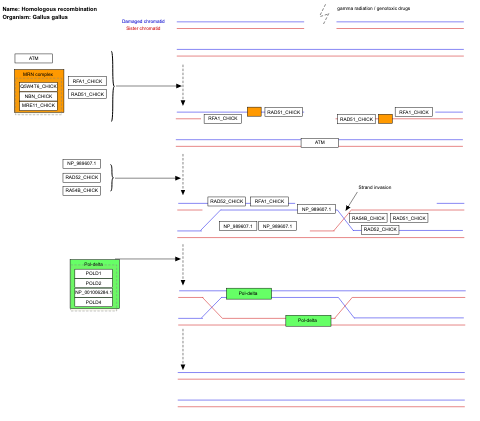 Name: Homologous recombination
Organism: Gallus gallus
gamma radiation / genotoxic drugs
Damaged chromatid
Sister chromatid
ATM
MRN complex
Q5W4T6_CHICK
NBN_CHICK
MRE11_CHICK
RFA1_CHICK
RAD51_CHICK
RFA1_CHICK
RAD51_CHICK
RAD51_CHICK
RFA1_CHICK
ATM
NP_989607.1
RAD52_CHICK
RA54B_CHICK
Strand invasion
RAD52_CHICK
RFA1_CHICK
NP_989607.1
NP_989607.1
NP_989607.1
RA54B_CHICK
RAD51_CHICK
RAD52_CHICK
Pol-delta
POLD1
POLD2
NP_001006284.1
POLD4
Pol-delta
Pol-delta